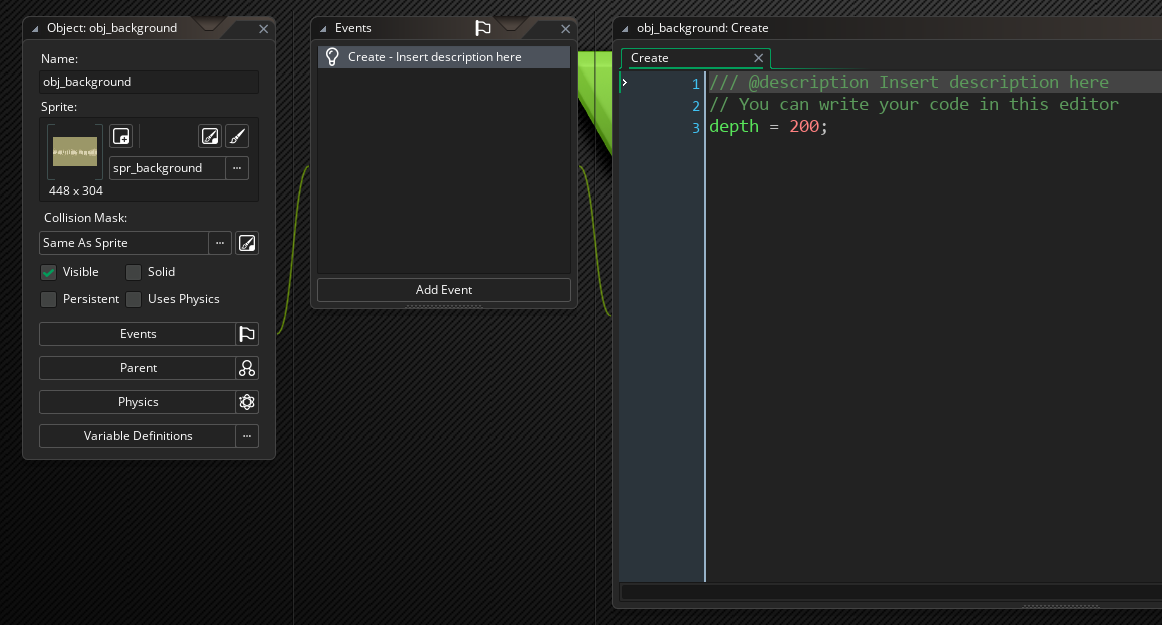 Object: obj_background
Name:
obj_background
Sprite:
spr_background
...
448 x 304
Collision Mask:
Same As Sprite
...
Visible
Solid
Persistent
Uses Physics
Events
Parent
Physics
Variable Definitions
...
Events
Create - Insert description here
Add Event
obj_background: Create
Create
1 /// @description Insert description here
2 // You can write your code in this editor
3 depth = 200;